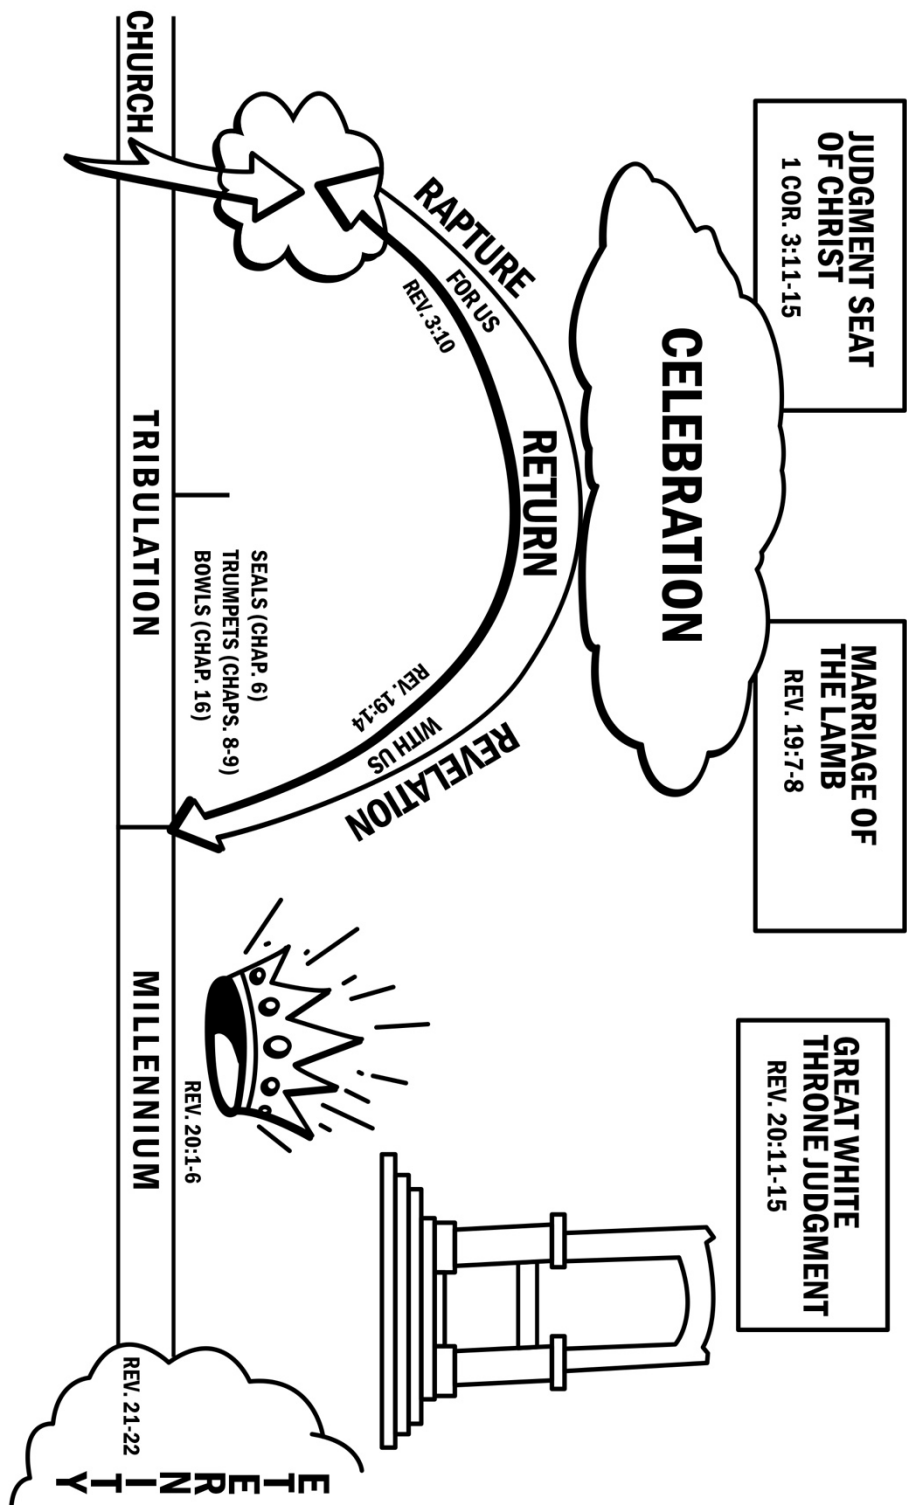 JUDGMENT SEAT
OF CHRIST
1 COR. 3:11-15
MARRIAGE OF
THE LAMB
REV. 19:7-8
GREAT WHITE
THRONE JUDGMENT
REV. 20:11-15
CELEBRATION
RAPTURE
FOR US
REV. 3:10
RETURN
REVELATION
WITH US
REV. 19:14
SEALS (CHAP. 6)
TRUMPETS (CHAPS. 8-9)
BOWLS (CHAP. 16)
REV. 20:1-6
CHURCH
TRIBULATION
MILLENNIUM
REV. 21-22
ETERNITY